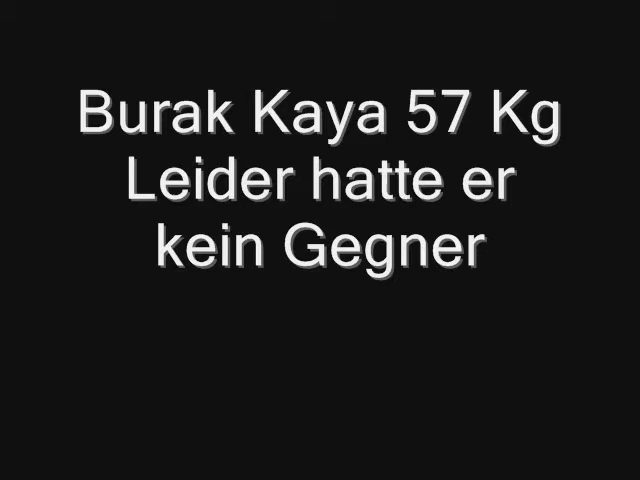 Burak Kaya 57 Kg
Leider hatte er
kein Gegner